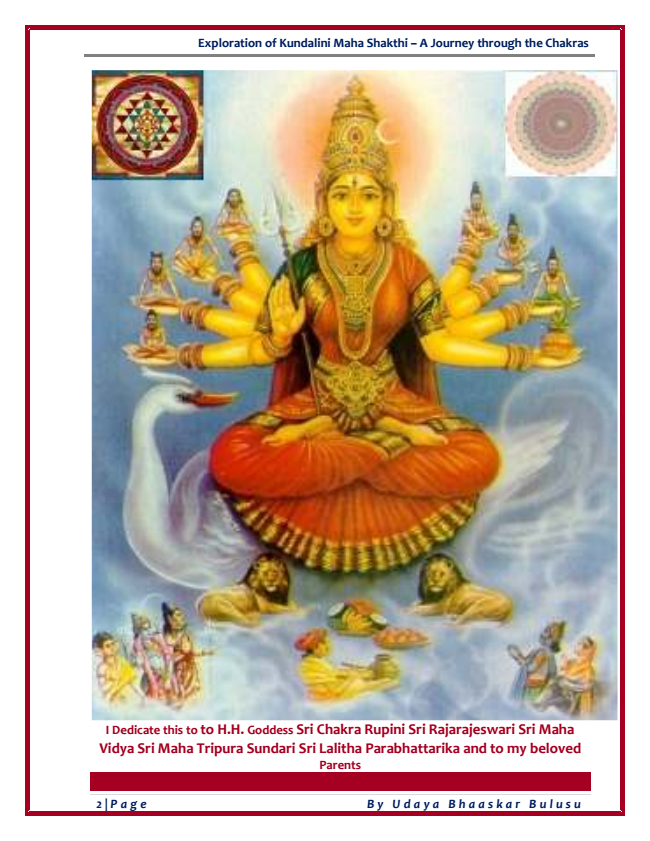 Exploration of Kundalini Maha Shakthi – A Journey through the Chakras
I Dedicate this to to H.H. Goddess Sri Chakra Rupini Sri Rajarajeswari Sri Maha
Vidya Sri Maha Tripura Sundari Sri Lalitha Parabhattarika and to my beloved
Parents
2|Page By Udaya Bhaaskar Bulusu